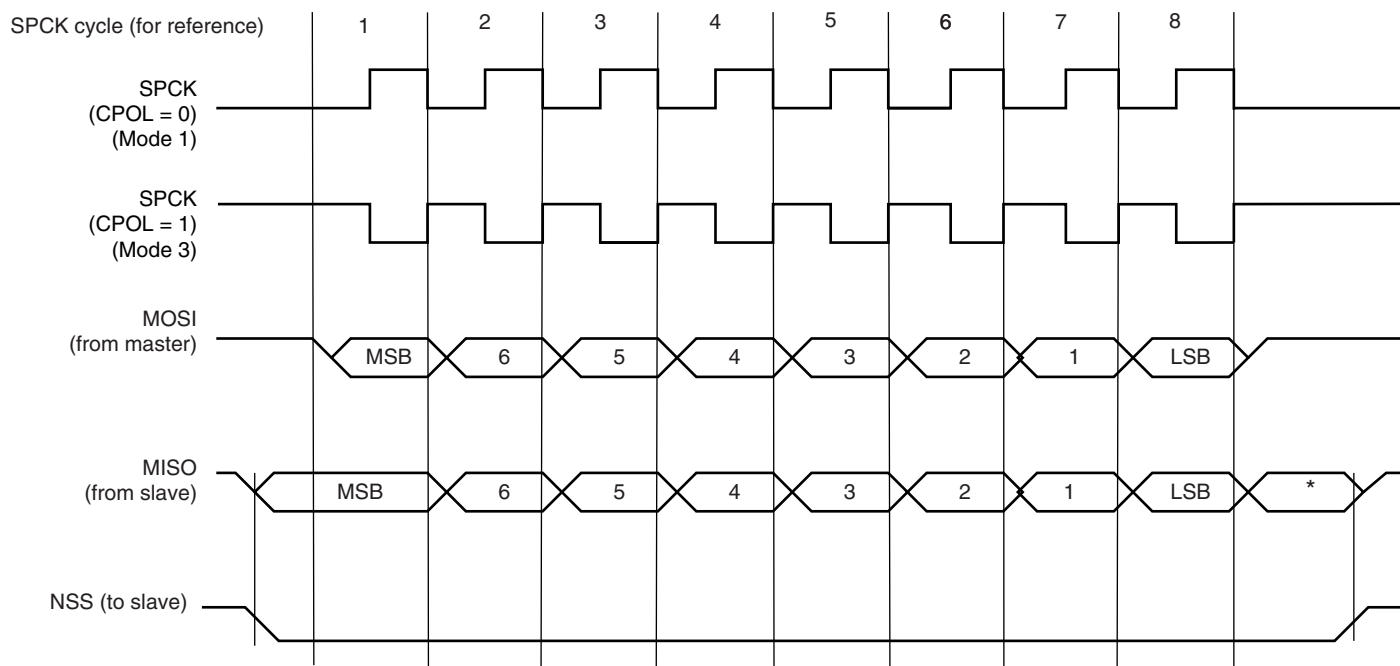 SPCK cycle (for reference) 1 2 3 4 5 6 7 8
SPCK
(CPOL = 0)
(Mode 1)
SPCK
(CPOL = 1)
(Mode 3)
MOSI
(from master)
MSB 6 5 4 3 2 1 LSB
MISO
(from slave)
MSB 6 5 4 3 2 1 LSB *
NSS (to slave)